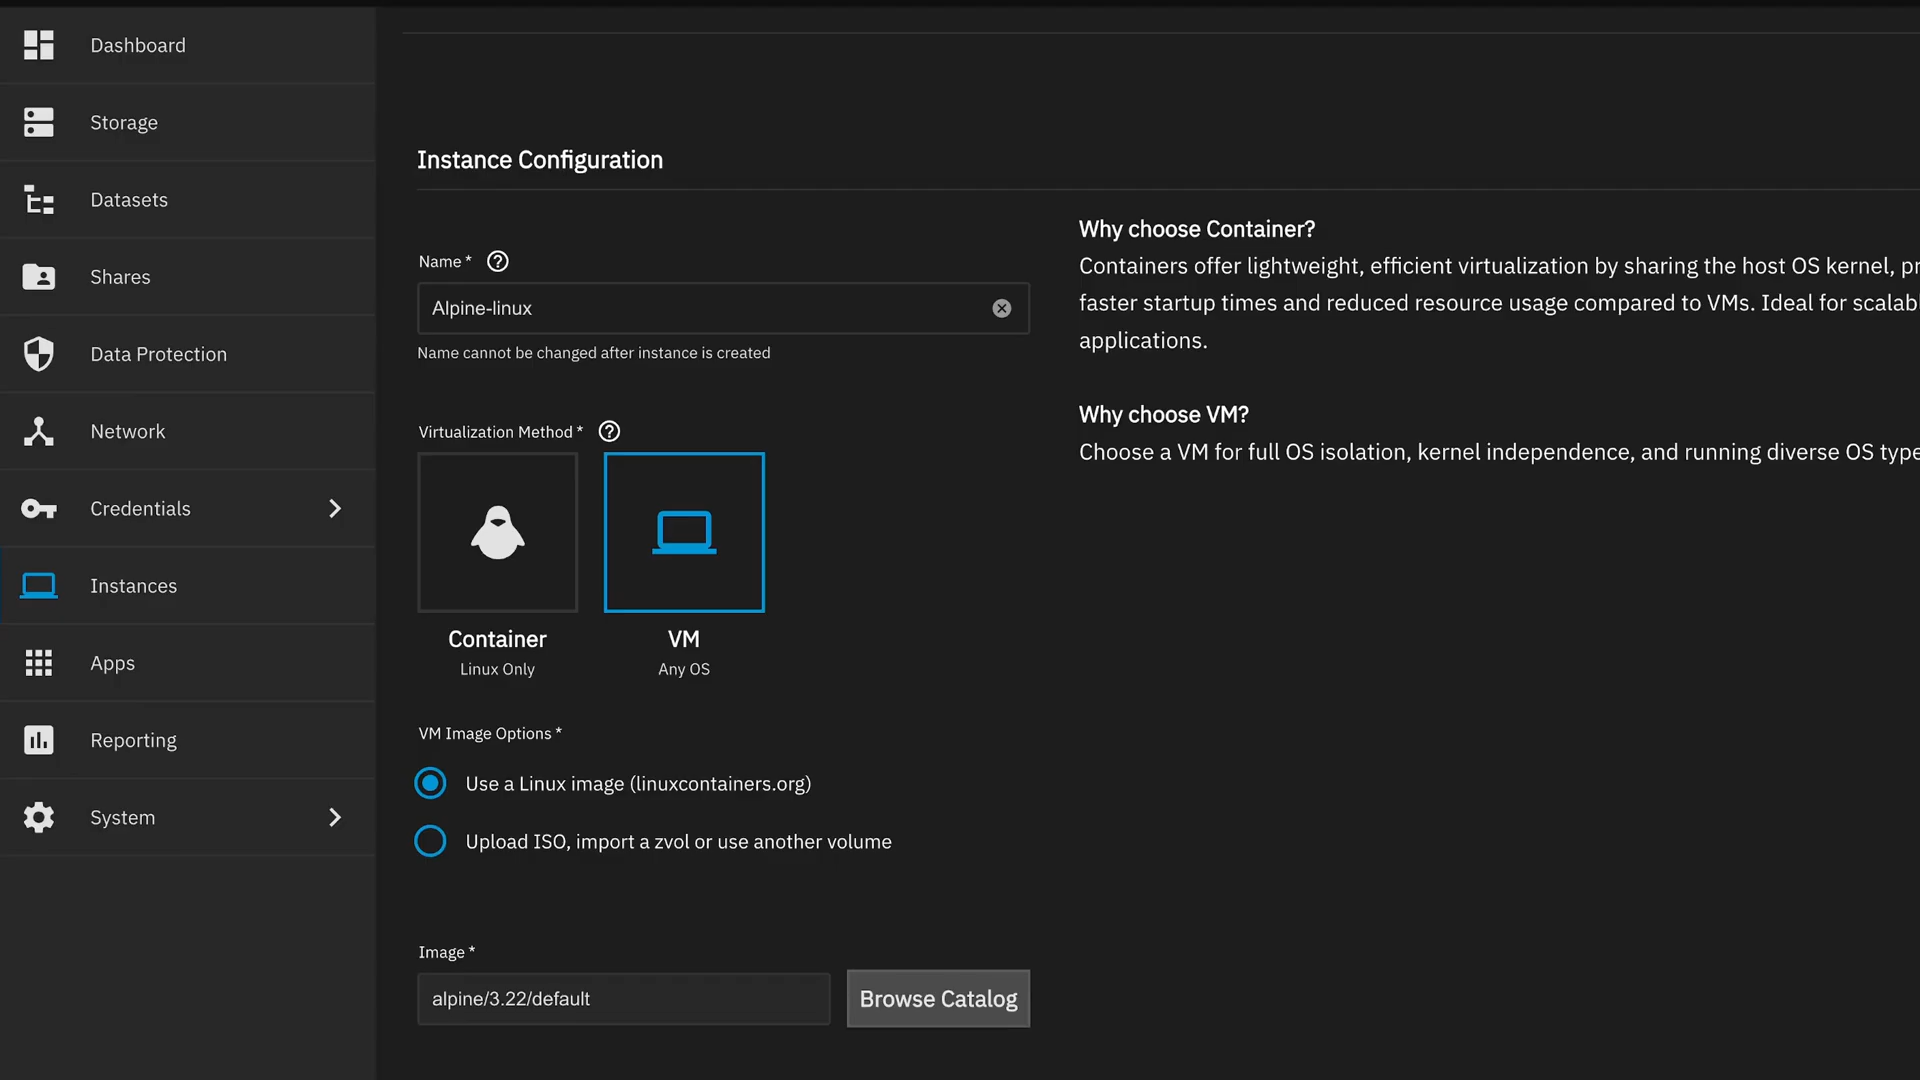 Dashboard
Storage
Datasets
Shares
Data Protection
Network
Credentials
Instances
Apps
Reporting
System
Instance Configuration
Name *
Alpine-linux
Name cannot be changed after instance is created
Virtualization Method *
Container
Linux Only
VM
Any OS
VM Image Options *
Use a Linux image (linuxcontainers.org)
Upload ISO, import a zvol or use another volume
Image *
alpine/3.22/default
Browse Catalog
Why choose Container?
Containers offer lightweight, efficient virtualization by sharing the host OS kernel,
faster startup times and reduced resource usage compared to VMs. Ideal for
applications.
Why choose VM?
Choose a VM for full OS isolation, kernel independence, and running diverse OS